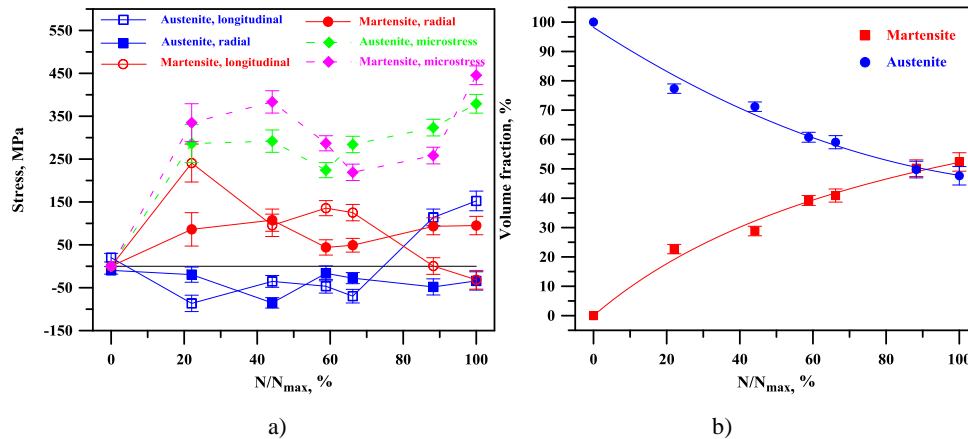 Austenite, longitudinal
Austenite, radial
Martensite, longitudinal
Martensite, radial
Austenite, microstress
Martensite, microstress
Stress, MPa
550
450
350
250
150
50
-50
-150
0
20
40
60
80
100
N/Nmax, %
a)
Martensite
Austenite
Volume fraction, %
100
90
80
70
60
50
40
30
20
10
0
0
20
40
60
80
100
N/Nmax, %
b)